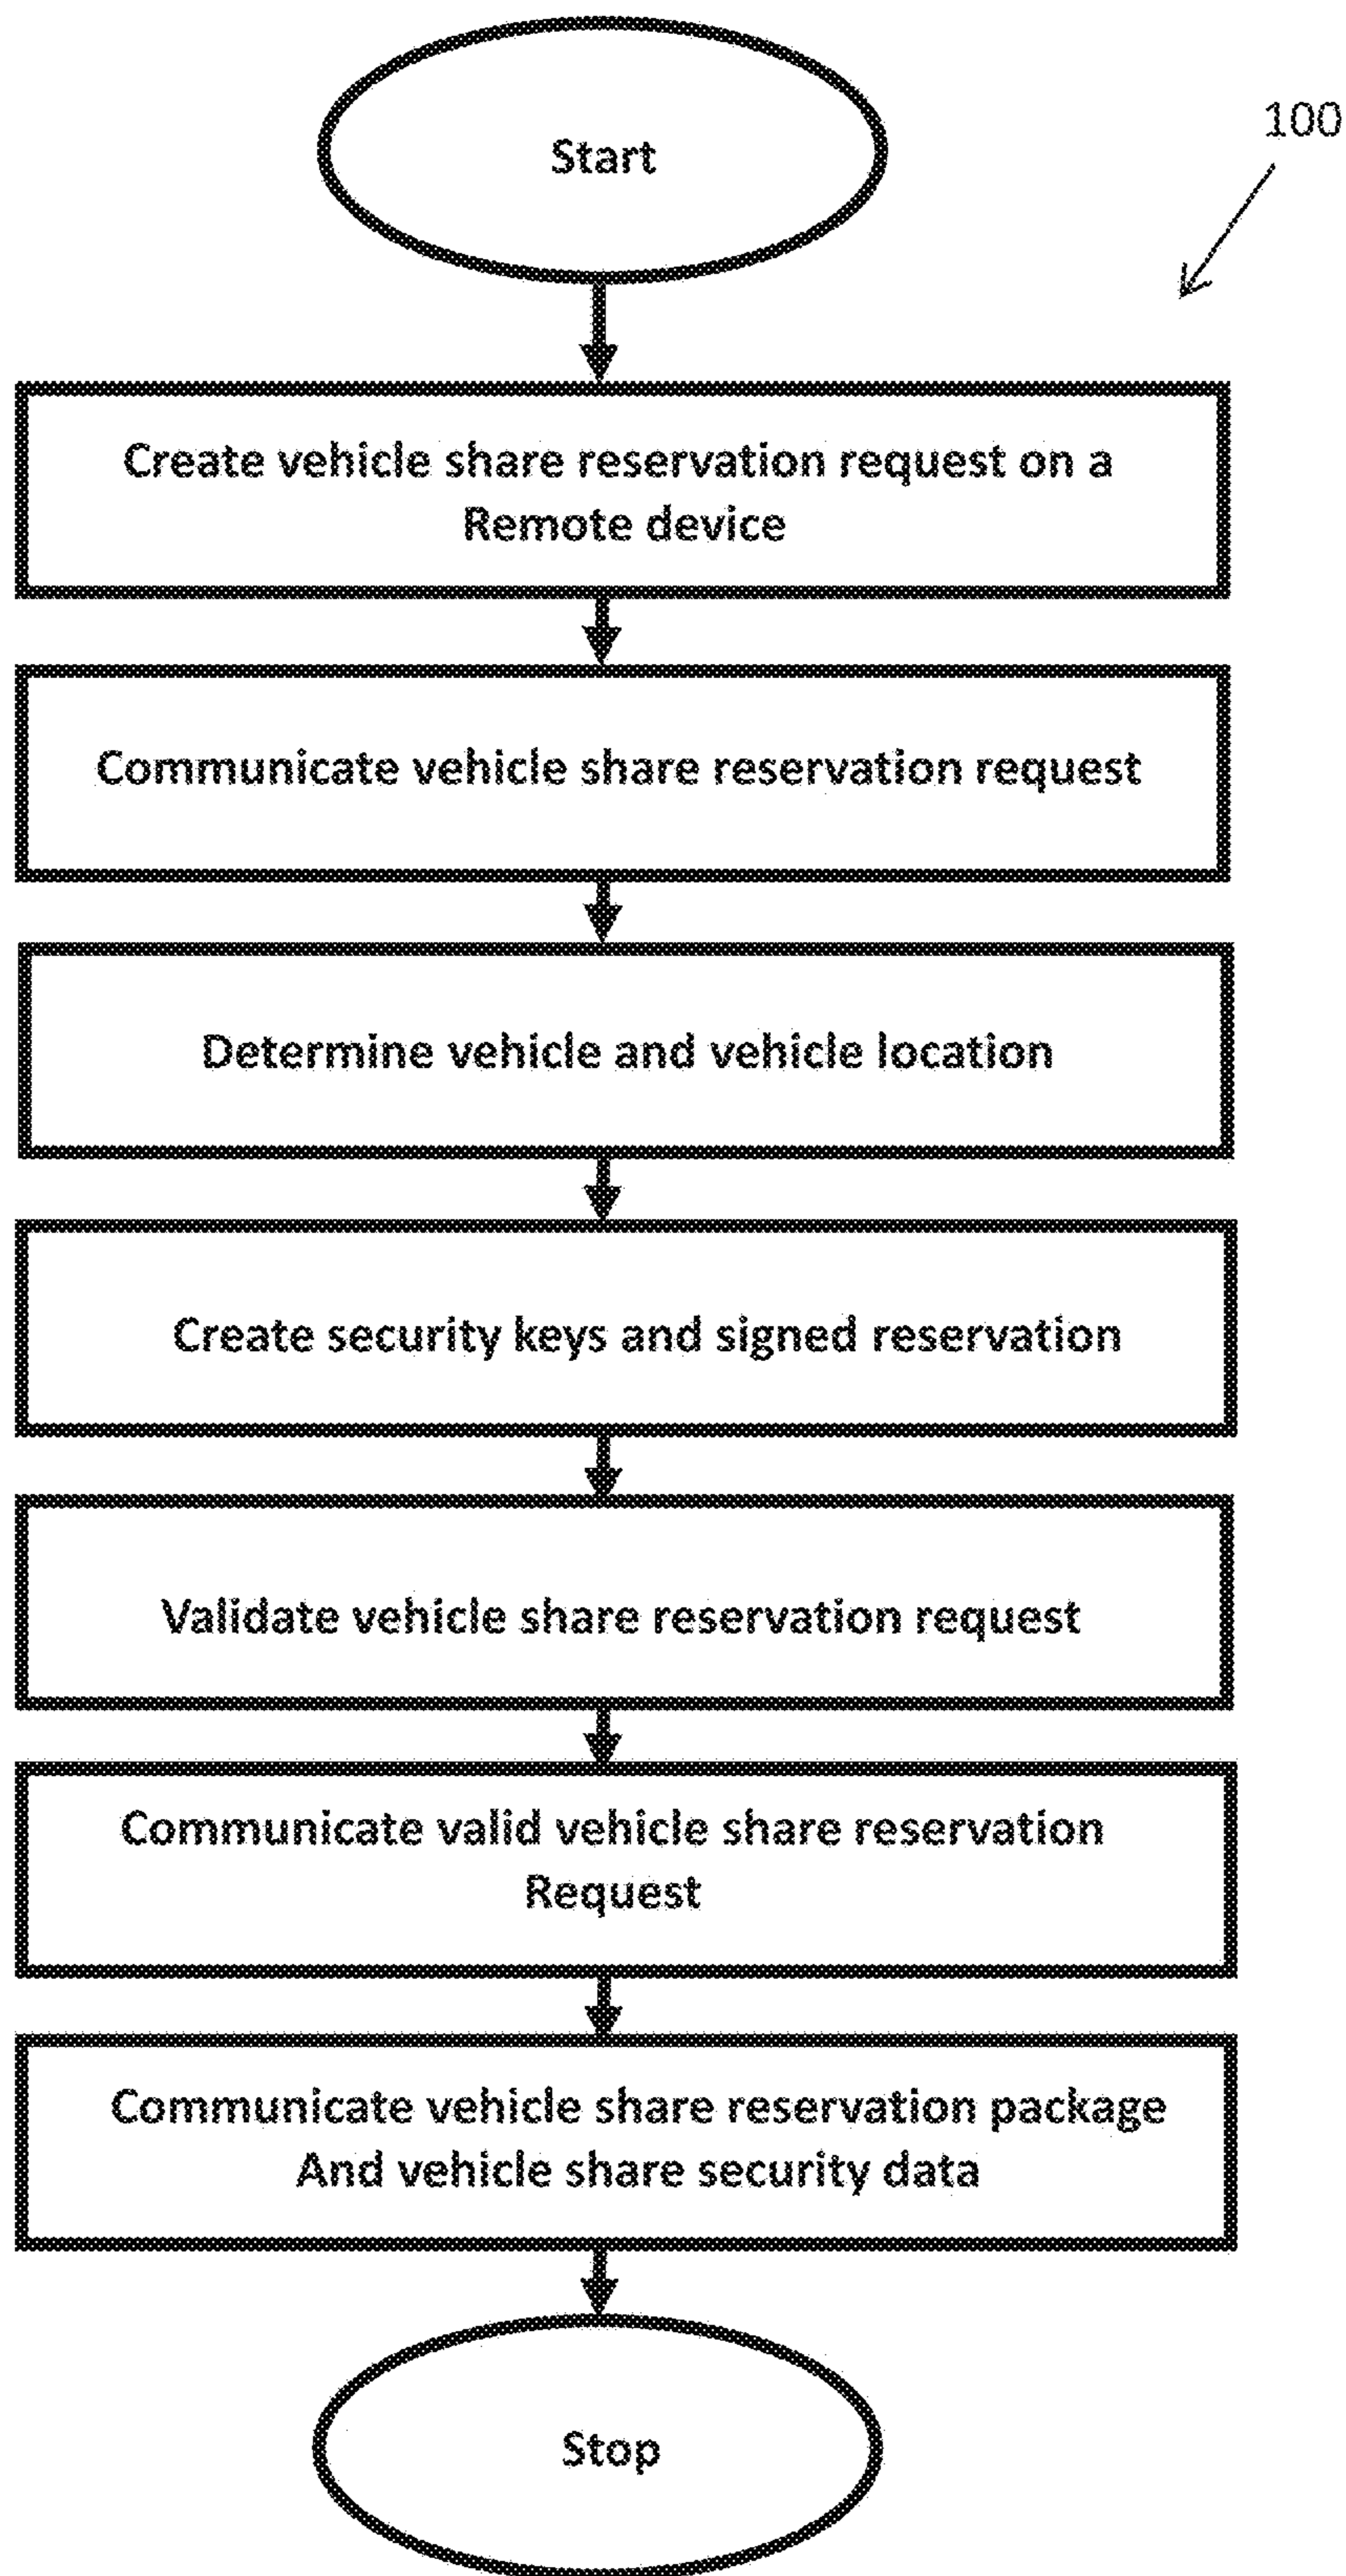 Start
100
Create vehicle share reservation request on a
Remote device
Communicate vehicle share reservation request
Determine vehicle and vehicle location
Create security keys and signed reservation
Validate vehicle share reservation request
Communicate valid vehicle share reservation
Request
Communicate vehicle share reservation package
And vehicle share security data
Stop